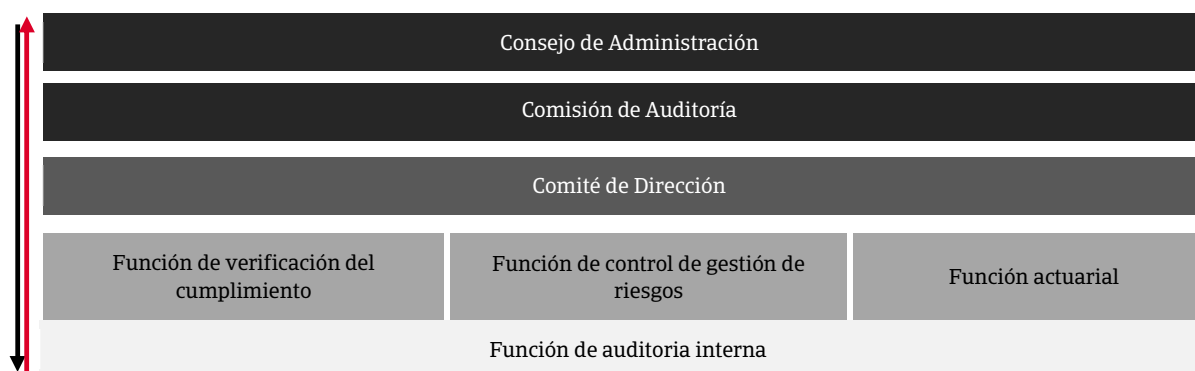 Consejo de Administración
Comisión de Auditoría
Comité de Dirección
Función de verificación del
cumplimiento
Función de control de gestión de
riesgos
Función actuarial
Función de auditoria interna